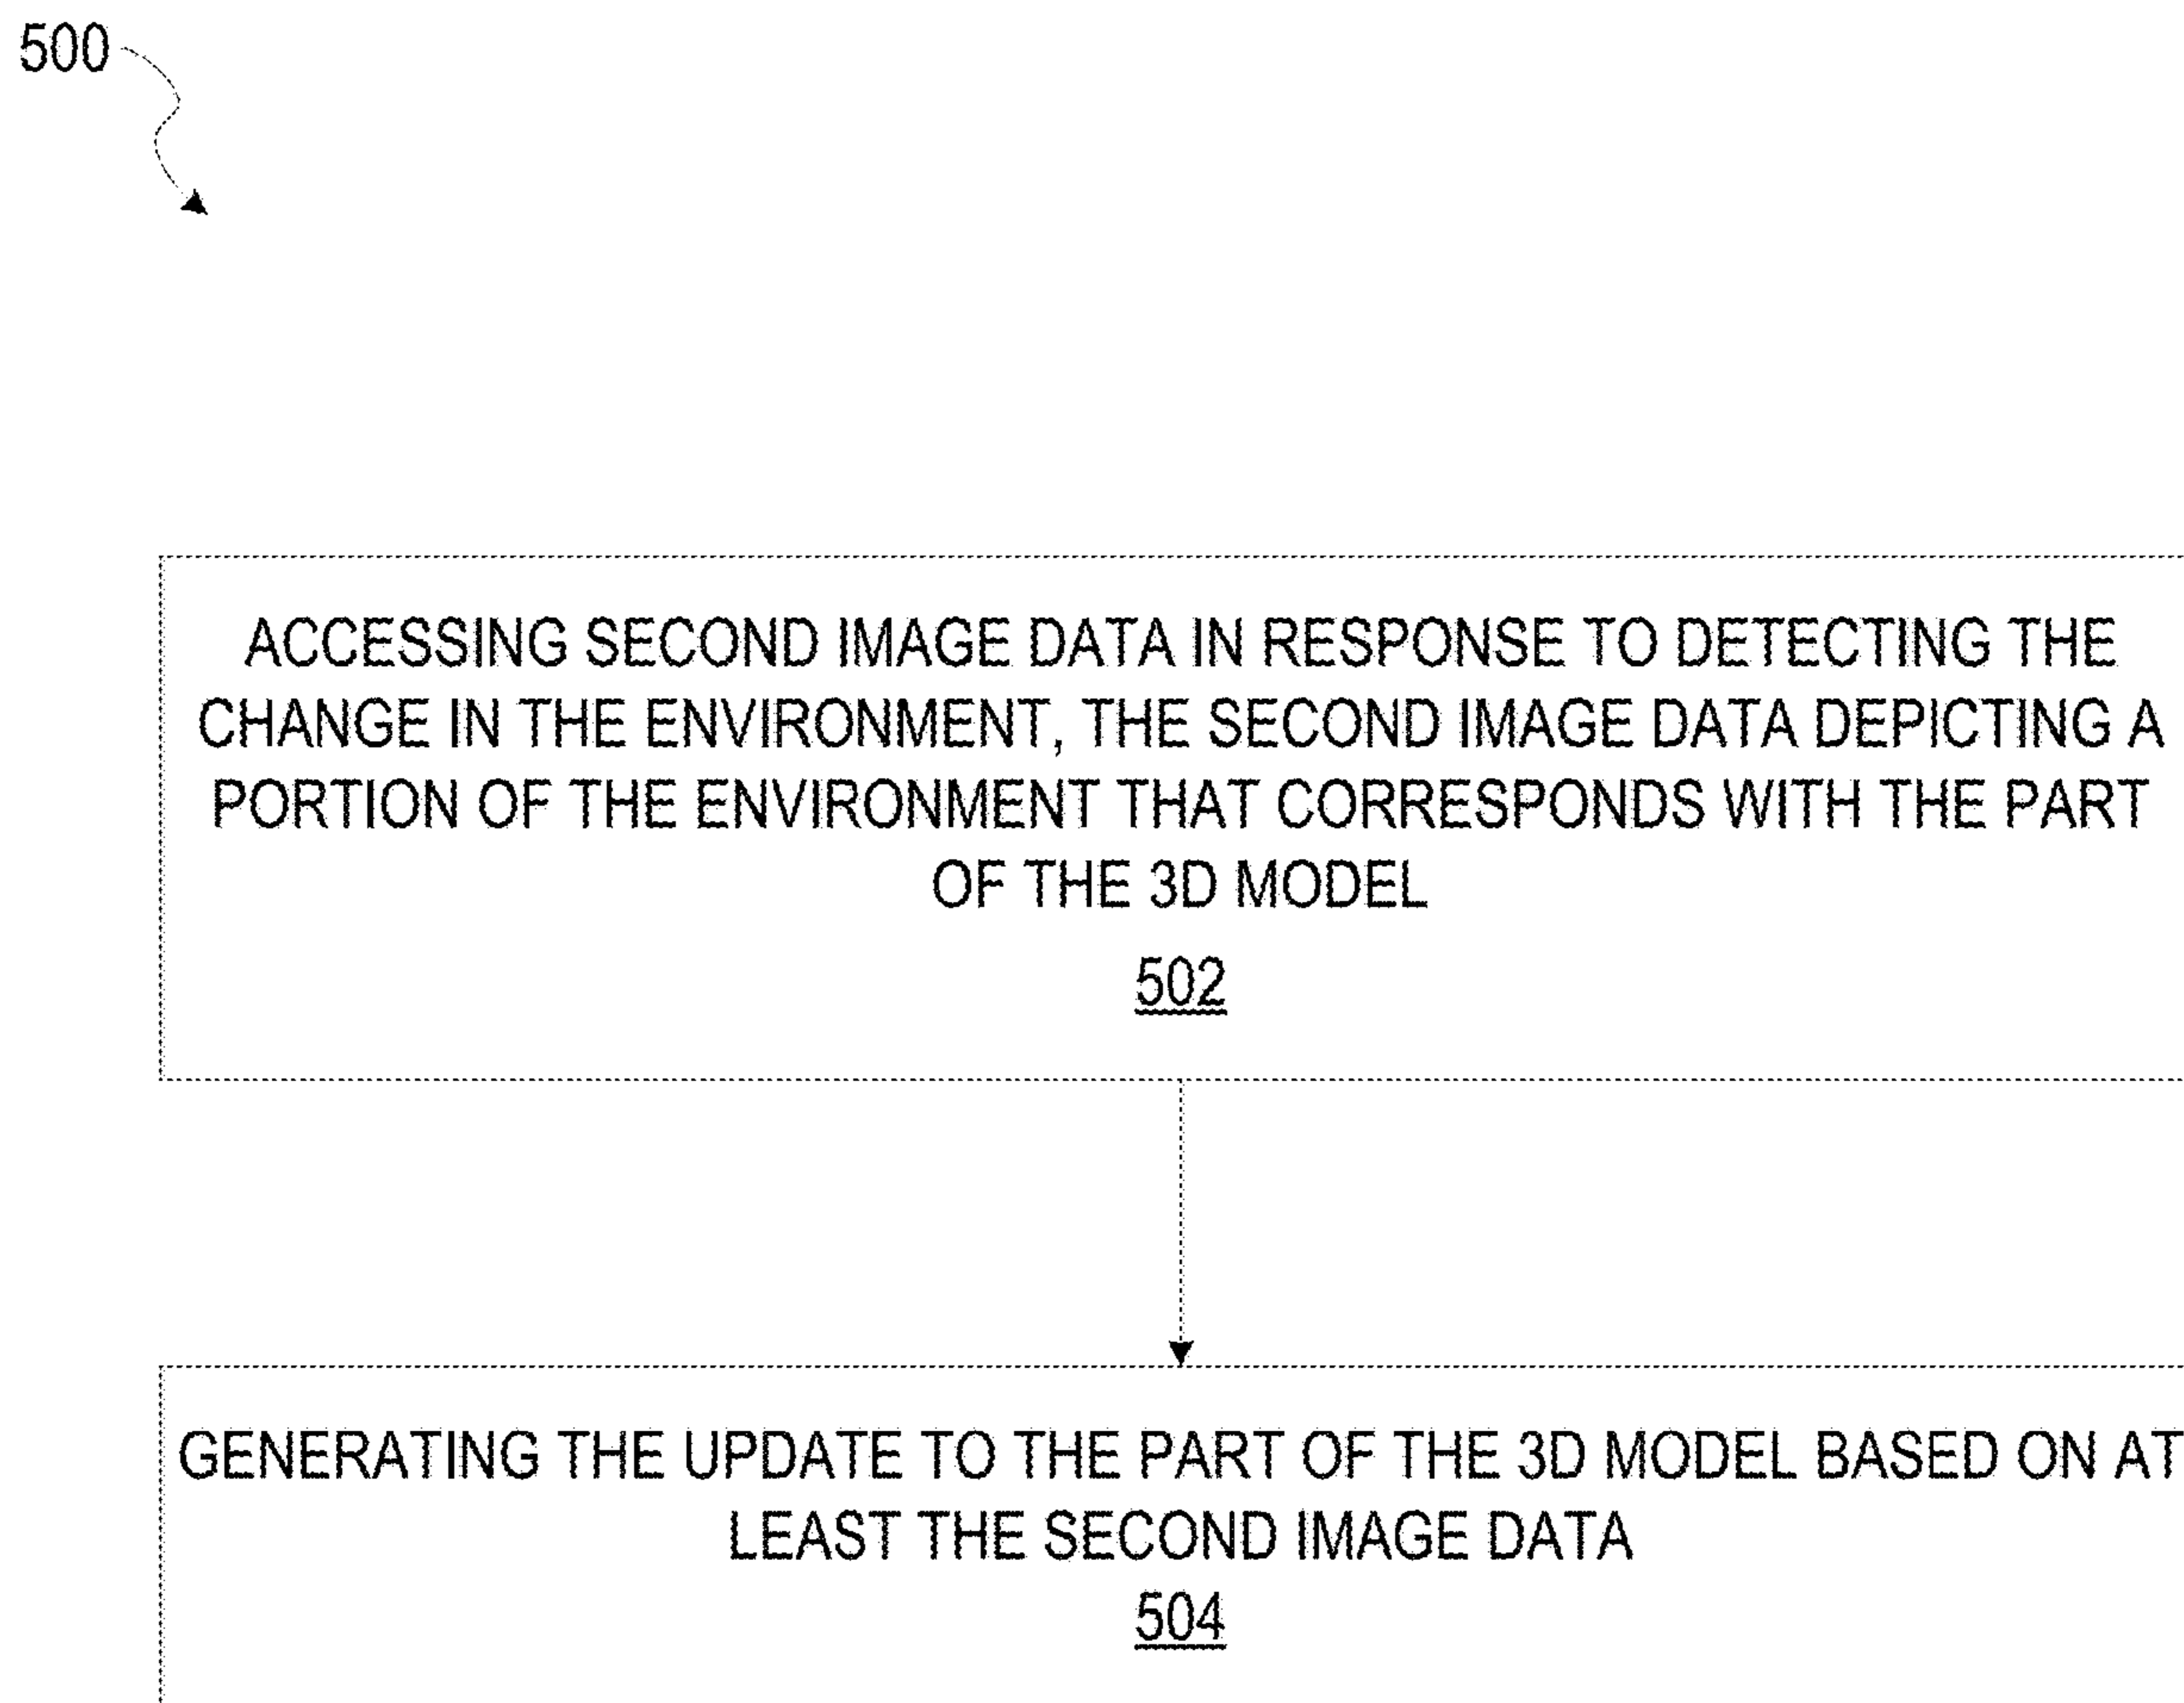 500
ACCESSING SECOND IMAGE DATA IN RESPONSE TO DETECTING THE
CHANGE IN THE ENVIRONMENT, THE SECOND IMAGE DATA DEPICTING A
PORTION OF THE ENVIRONMENT THAT CORRESPONDS WITH THE PART
OF THE 3D MODEL
502
GENERATING THE UPDATE TO THE PART OF THE 3D MODEL BASED ON AT
LEAST THE SECOND IMAGE DATA
504